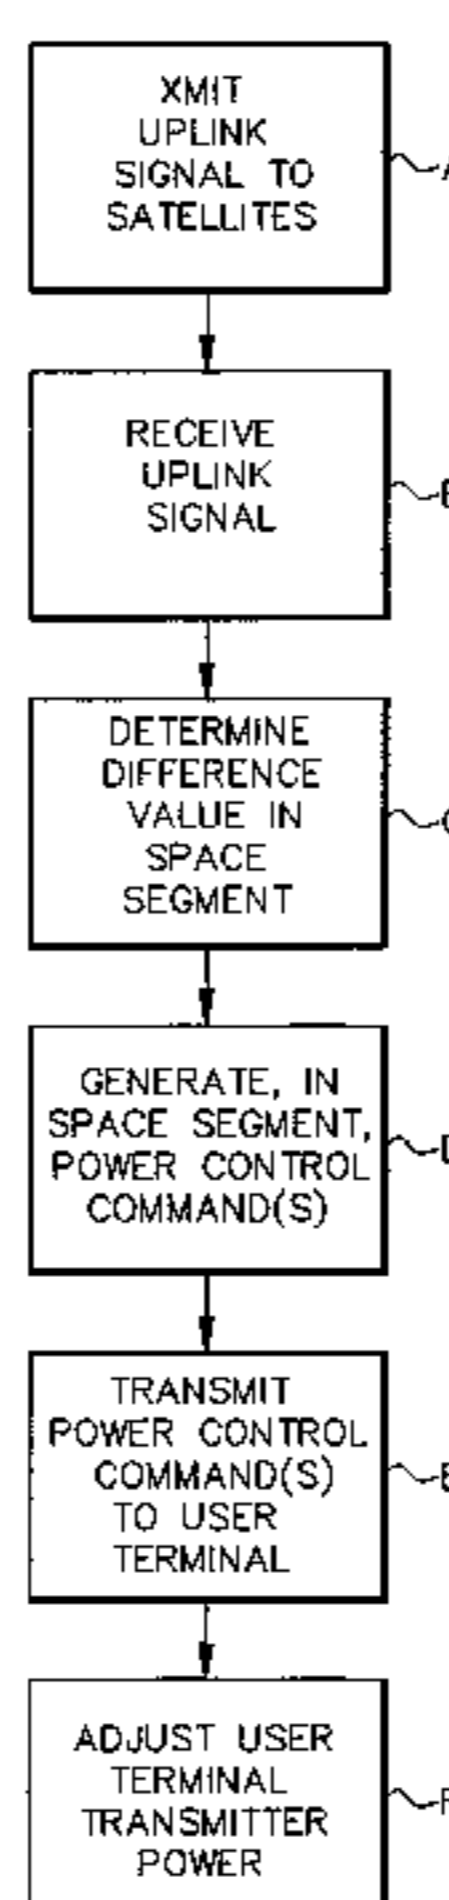 XMIT
UPLINK
SIGNAL TO
SATELLITES
RECEIVE
UPLINK
SIGNAL
DETERMINE
DIFFERENCE
VALUE IN
SPACE
SEGMENT
GENERATE, IN
SPACE SEGMENT,
POWER CONTROL
COMMAND(S)
TRANSMIT
POWER CONTROL
COMMAND(S)
TO USER
TERMINAL
ADJUST USER
TERMINAL
TRANSMITTER
POWER